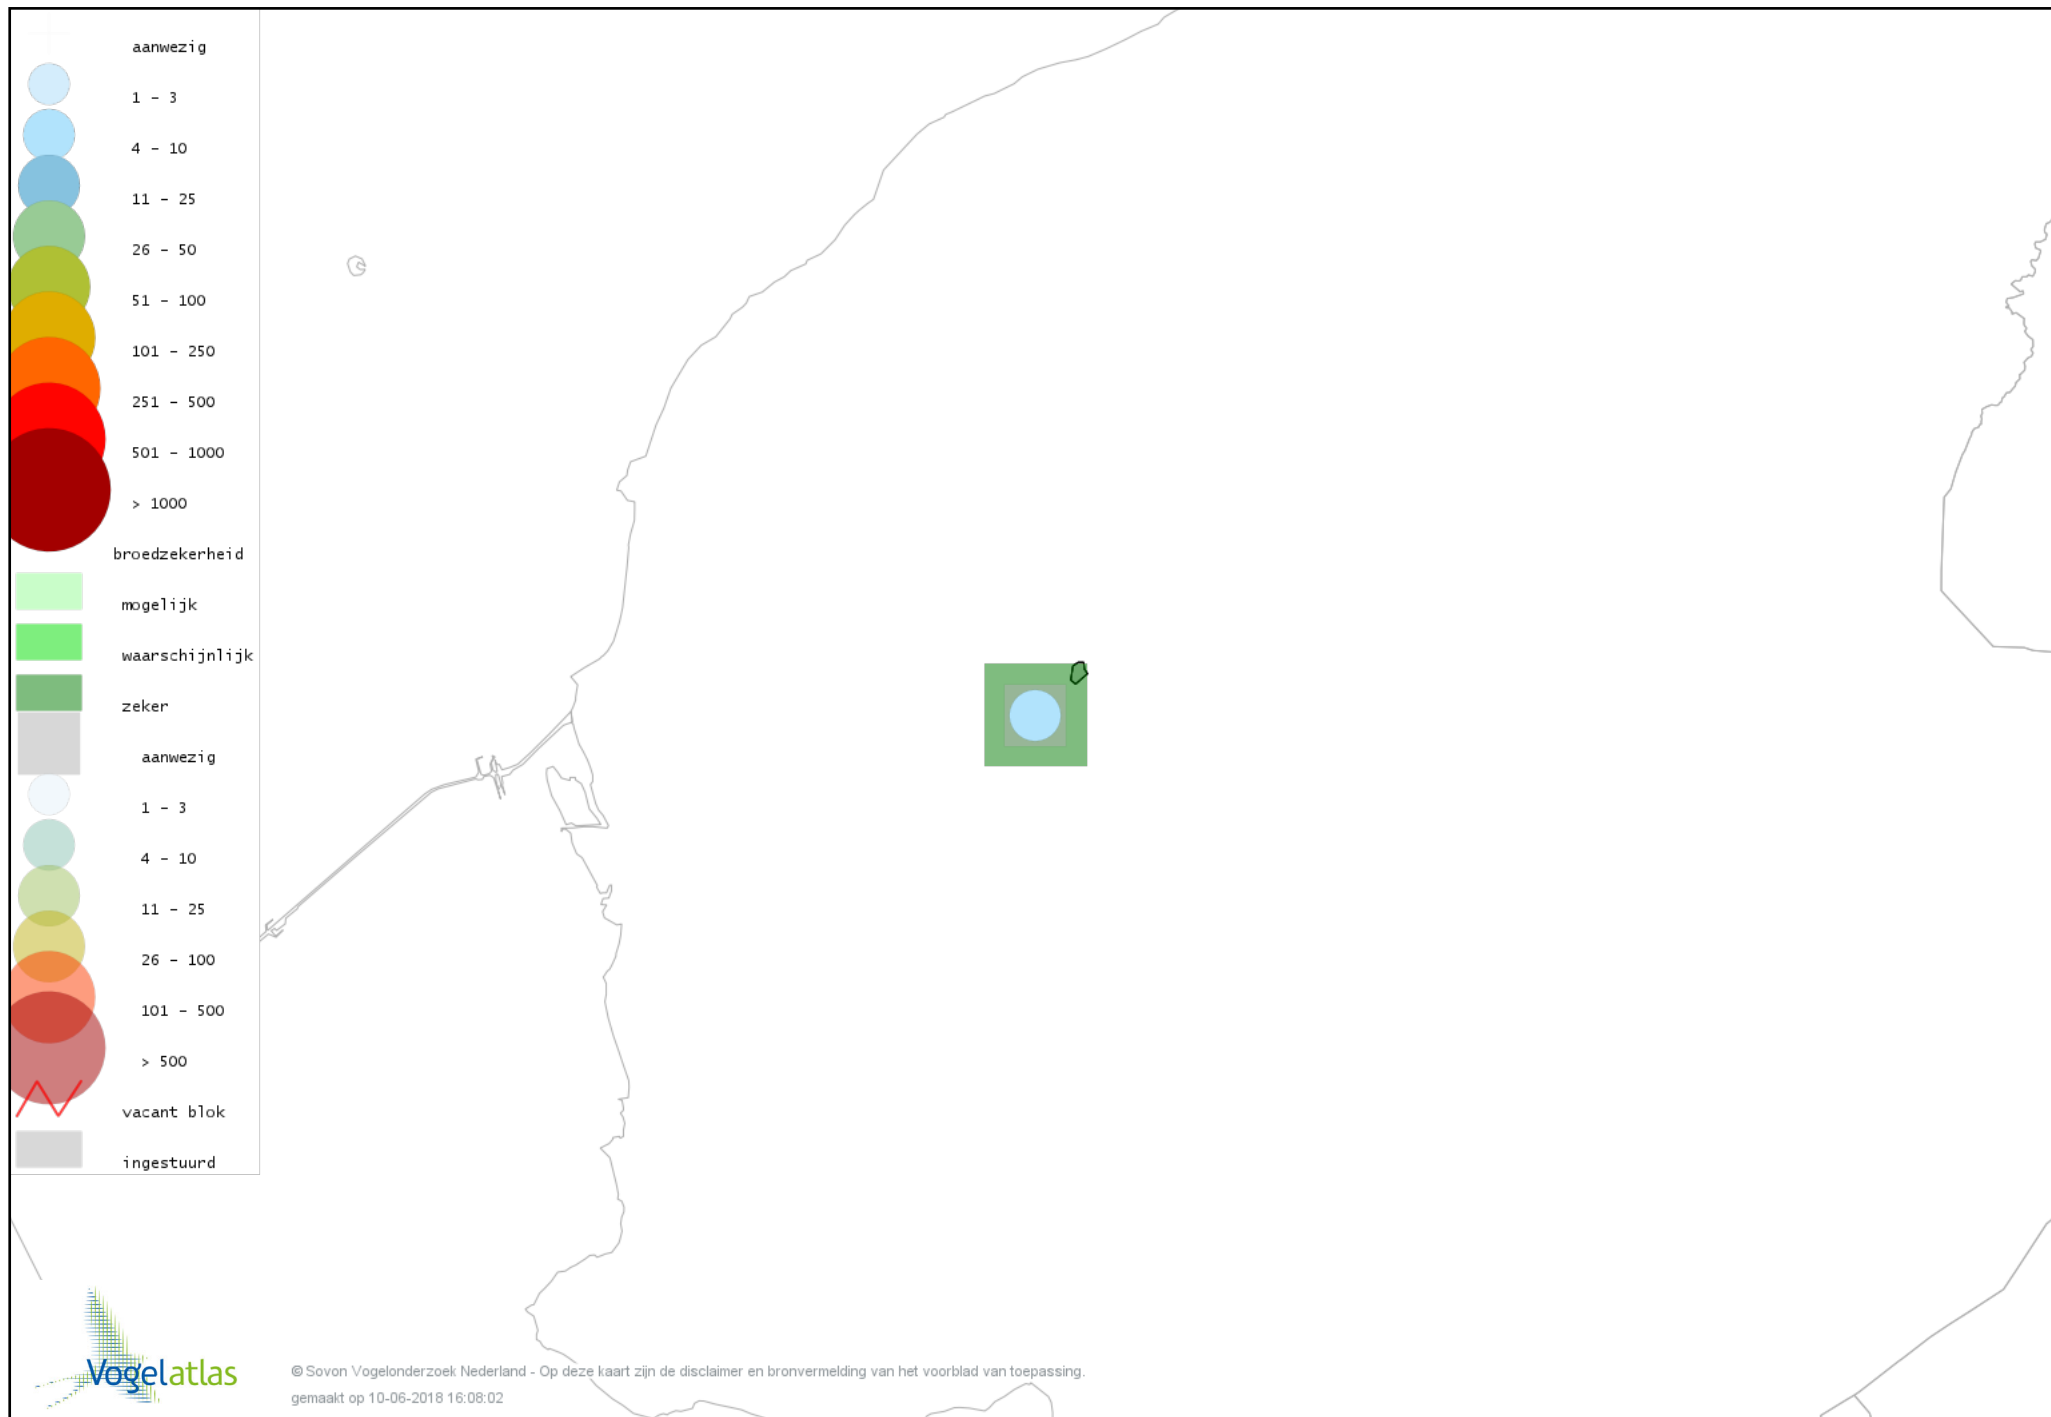 aanwezig
1 – 3
4 – 10
11 – 25
26 – 50
51 – 100
101 – 250
251 – 500
501 – 1000
> 1000
broedzekerheid
mogelijk
waarschijnlijk
zeker
aanwezig
1 – 3
4 – 10
11 – 25
26 – 100
101 – 500
> 500
vacant blok
ingestuurd
Vogelatlas
© Sovon Vogelonderzoek Nederland - Op deze kaart zijn de disclaimer en bronvermelding van het voorblad van toepassing.
gemaakt op 10-06-2018 16:08:02